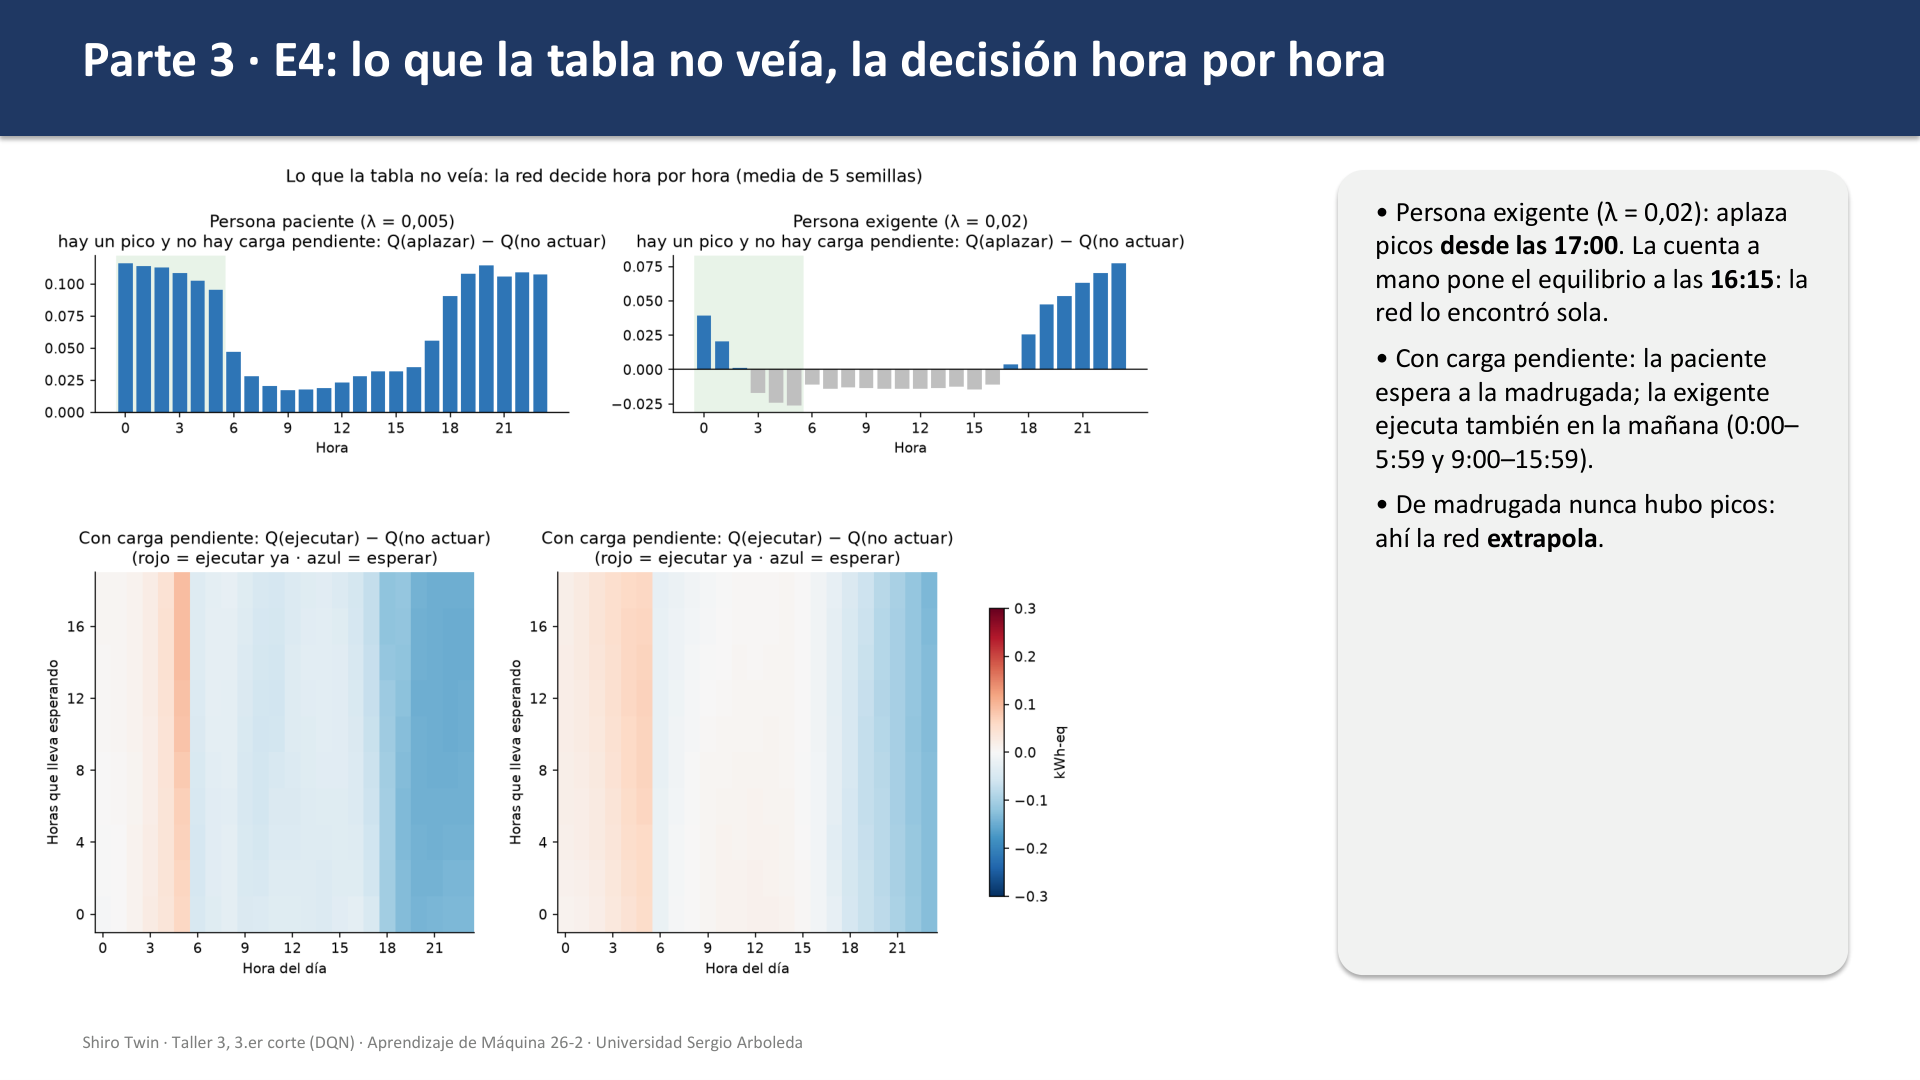 Parte 3 · E4: lo que la tabla no veía, la decisión hora por hora
Lo que la tabla no veía: la red decide hora por hora (media de 5 semillas)
Persona paciente (λ = 0,005)
hay un pico y no hay carga pendiente: Q(aplazar) − Q(no actuar)
0.100
0.075
0.050
0.025
0.000
0 3 6 9 12 15 18 21
Hora
Persona exigente (λ = 0,02)
hay un pico y no hay carga pendiente: Q(aplazar) − Q(no actuar)
0.075
0.050
0.025
0.000
−0.025
0 3 6 9 12 15 18 21
Hora
Con carga pendiente: Q(ejecutar) − Q(no actuar)
(rojo = ejecutar ya · azul = esperar)
Horas que lleva esperando
16
12
8
4
0
0 3 6 9 12 15 18 21
Hora del día
Con carga pendiente: Q(ejecutar) − Q(no actuar)
(rojo = ejecutar ya · azul = esperar)
Horas que lleva esperando
16
12
8
4
0
0 3 6 9 12 15 18 21
Hora del día
0.3
0.2
0.1
0.0
−0.1
−0.2
−0.3
kWh-eq
• Persona exigente (λ = 0,02): aplaza
picos desde las 17:00. La cuenta a
mano pone el equilibrio a las 16:15: la
red lo encontró sola.
• Con carga pendiente: la paciente
espera a la madrugada; la exigente
ejecuta también en la mañana (0:00–
5:59 y 9:00–15:59).
• De madrugada nunca hubo picos:
ahí la red extrapola.
Shiro Twin · Taller 3, 3.er corte (DQN) · Aprendizaje de Máquina 26-2 · Universidad Sergio Arboleda